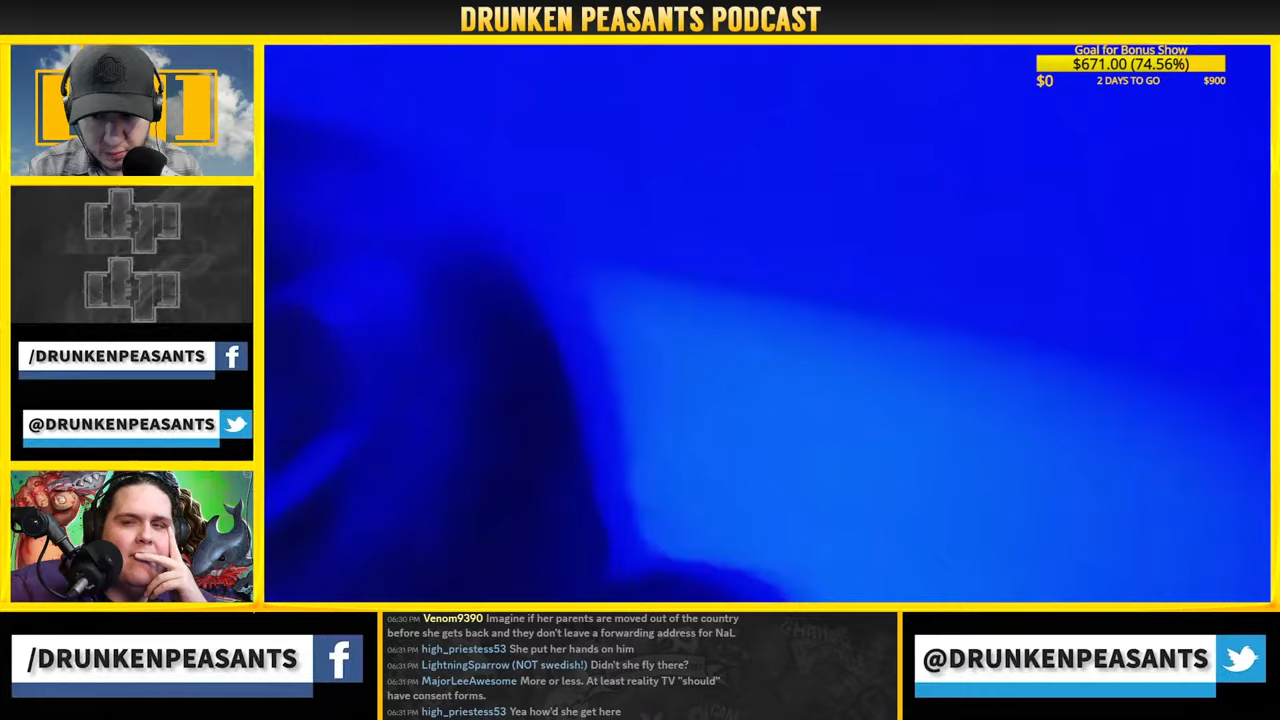 DRUNKEN PEASANTS PODCAST
Goal for Bonus Show
$671.00 (74.56%)
$0 2 DAYS TO GO $900
/DRUNKENPEASANTS f
@DRUNKENPEASANTS
/DRUNKENPEASANTS f
06:30 PM Venom9390 Imagine if her parents are moved out of the country
before she gets back and they don't leave a forwarding address for NaL
06:31 PM high_priestess53 She put her hands on him
06:31 PM LightningSparrow (NOT swedish!) Didn't she fly there?
06:31 PM MajorLeeAwesome More or less. At least reality TV "should"
have consent forms.
06:31 PM high_priestess53 Yea how'd she get here
@DRUNKENPEASANTS